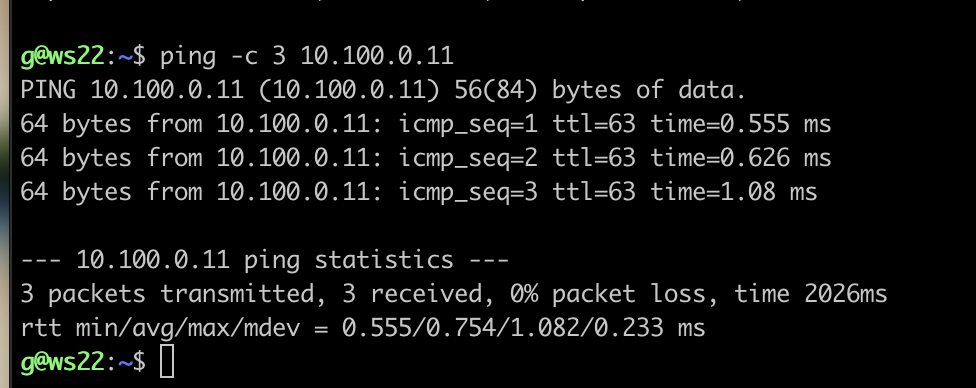 g@ws22:~$ ping -c 3 10.100.0.11
PING 10.100.0.11 (10.100.0.11) 56(84) bytes of data.
64 bytes from 10.100.0.11: icmp_seq=1 ttl=63 time=0.555 ms
64 bytes from 10.100.0.11: icmp_seq=2 ttl=63 time=0.626 ms
64 bytes from 10.100.0.11: icmp_seq=3 ttl=63 time=1.08 ms

--- 10.100.0.11 ping statistics ---
3 packets transmitted, 3 received, 0% packet loss, time 2026ms
rtt min/avg/max/mdev = 0.555/0.754/1.082/0.233 ms
g@ws22:~$